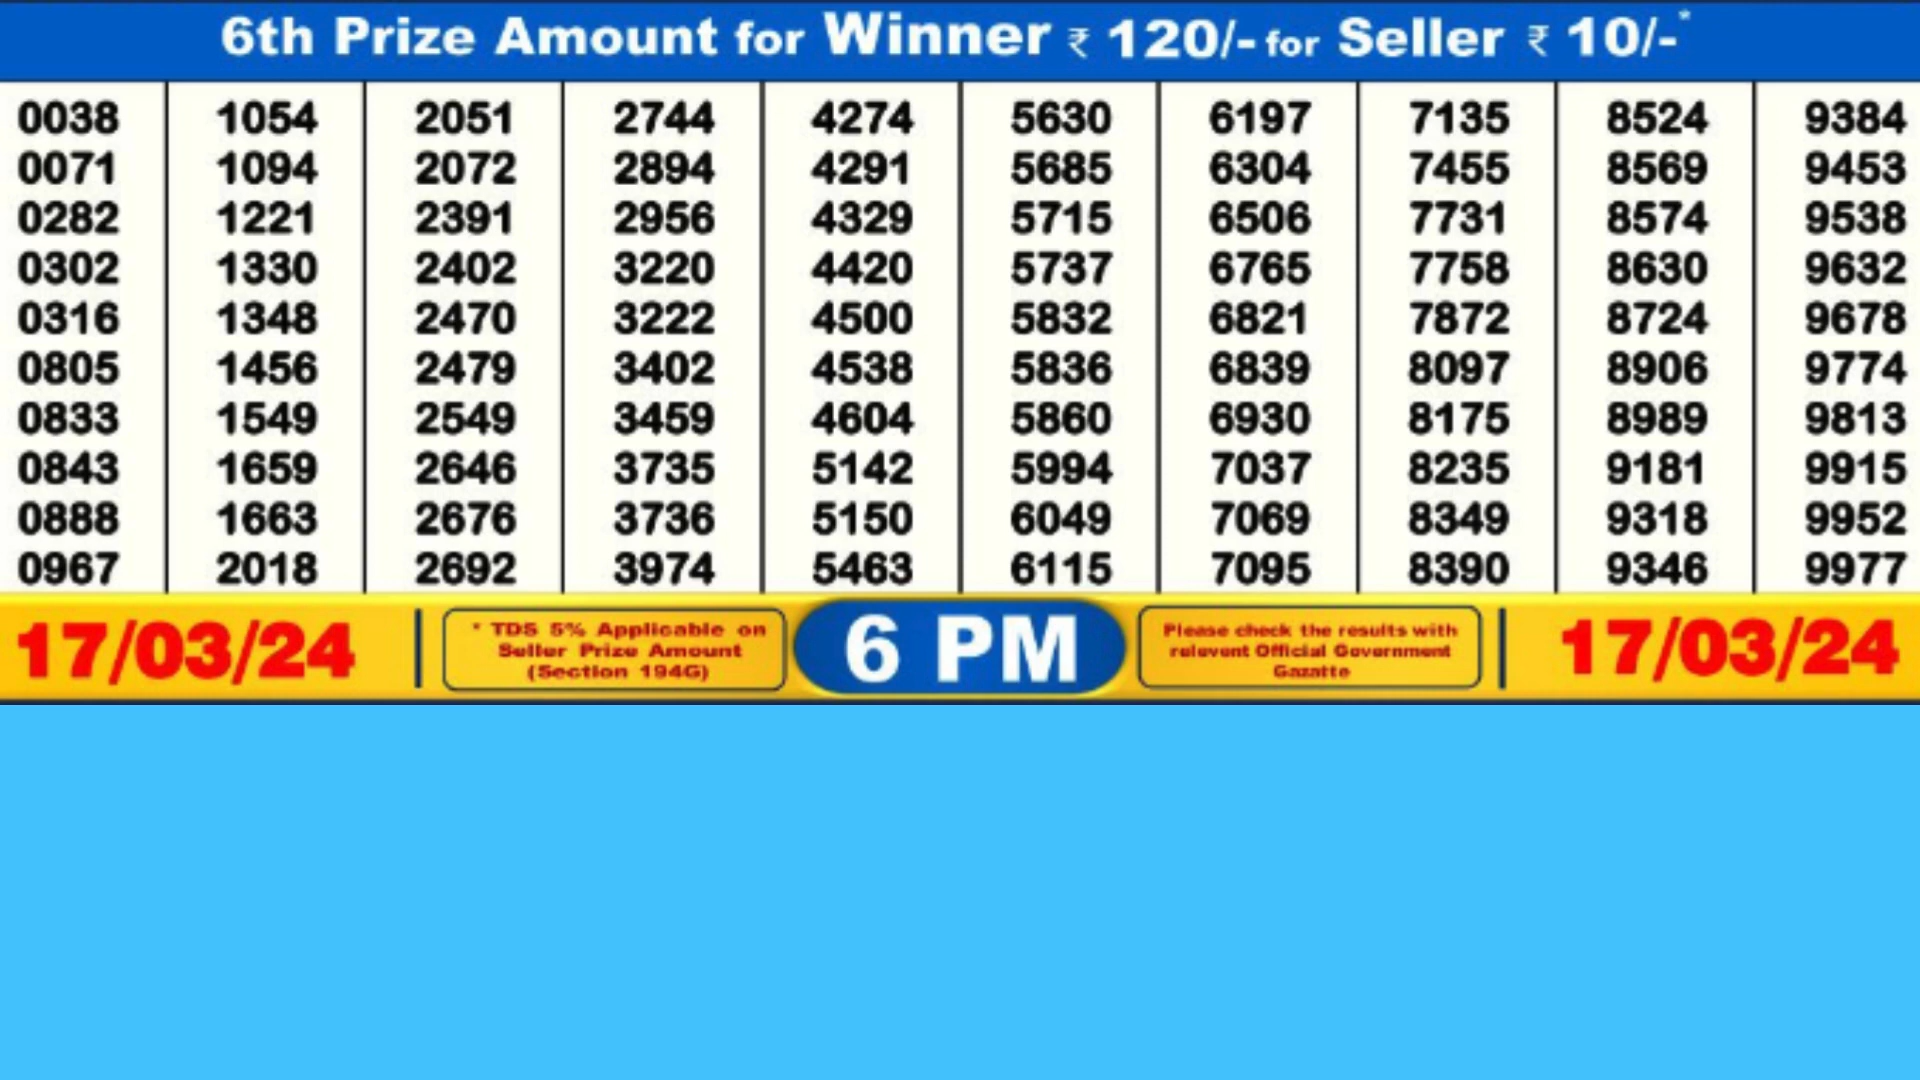 6th Prize Amount for Winner ₹ 120/- for Seller ₹ 10/-*
0038 1054 2051 2744 4274 5630 6197 7135 8524 9384
0071 1094 2072 2894 4291 5685 6304 7455 8569 9453
0282 1221 2391 2956 4329 5715 6506 7731 8574 9538
0302 1330 2402 3220 4420 5737 6765 7758 8630 9632
0316 1348 2470 3222 4500 5832 6821 7872 8724 9678
0805 1456 2479 3402 4538 5836 6839 8097 8906 9774
0833 1549 2549 3459 4604 5860 6930 8175 8989 9813
0843 1659 2646 3735 5142 5994 7037 8235 9181 9915
0888 1663 2676 3736 5150 6049 7069 8349 9318 9952
0967 2018 2692 3974 5463 6115 7095 8390 9346 9977
17/03/24
* TDS 5% Applicable on
Seller Prize Amount
(Section 194G)
6 PM
Please check the results with
relevent Official Government
Gazatte
17/03/24